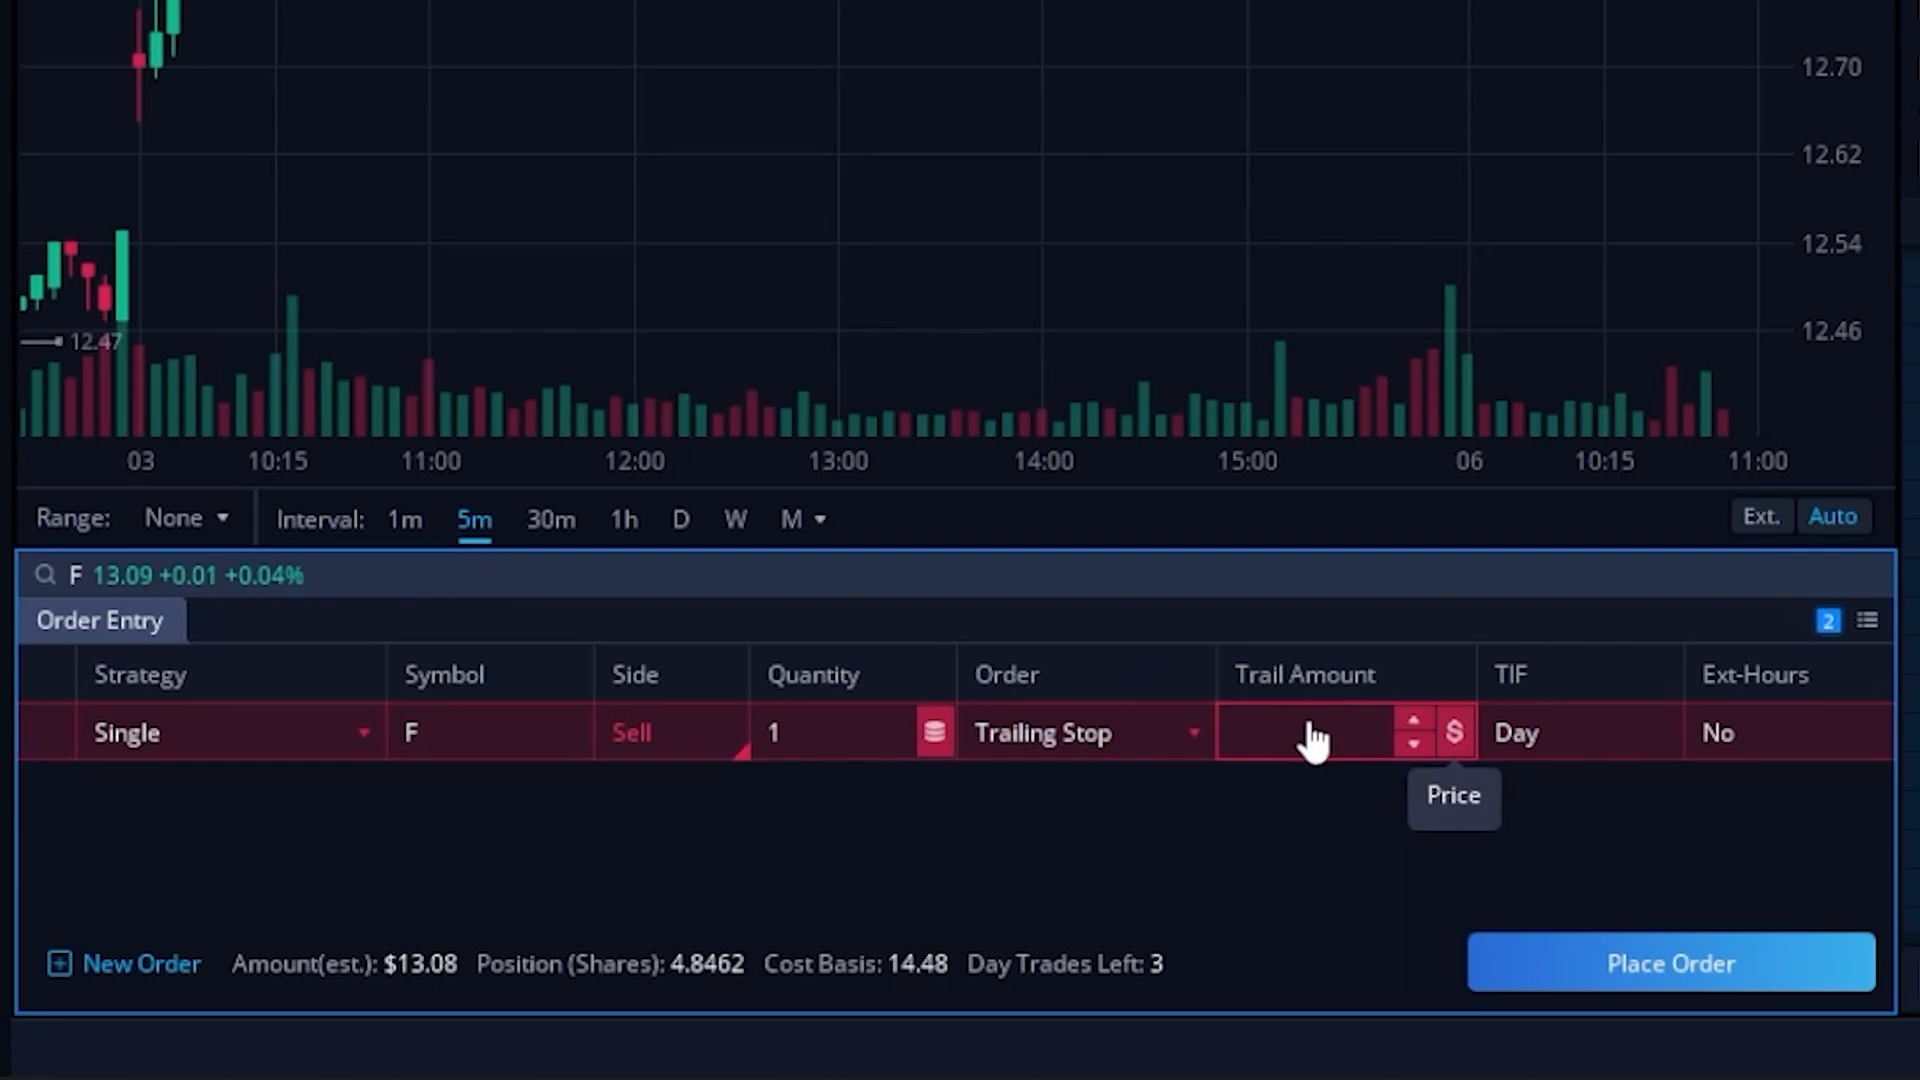 12.70
12.62
12.54
12.47
12.46
03 10:15 11:00 12:00 13:00 14:00 15:00 06 10:15 11:00
Range: None Interval: 1m 5m 30m 1h D W M Ext. Auto
F 13.09 +0.01 +0.04%
Order Entry 2
Strategy Symbol Side Quantity Order Trail Amount TIF Ext-Hours
Single F Sell 1 Trailing Stop $ Day No
Price
New Order Amount(est.): $13.08 Position (Shares): 4.8462 Cost Basis: 14.48 Day Trades Left: 3 Place Order